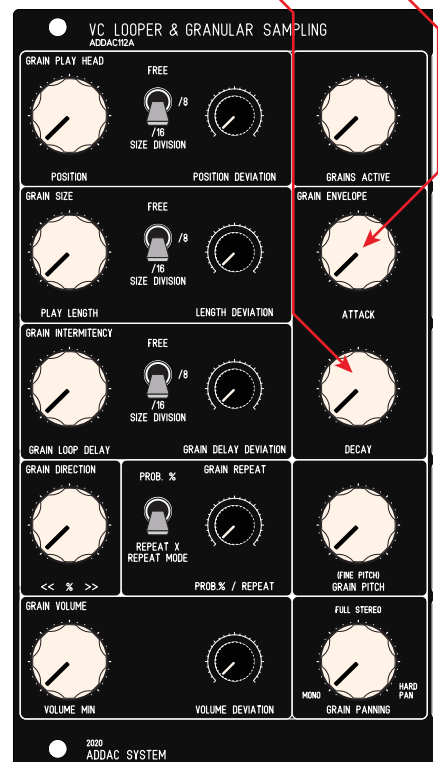 VC LOOPER & GRANULAR SAMPLING
ADDAC112A
GRAIN PLAY HEAD
FREE
/8
/16
SIZE DIVISION
POSITION
POSITION DEVIATION
GRAINS ACTIVE
GRAIN SIZE
FREE
/8
/16
SIZE DIVISION
PLAY LENGTH
LENGTH DEVIATION
GRAIN ENVELOPE
ATTACK
GRAIN INTERMITENCY
FREE
/8
/16
SIZE DIVISION
GRAIN LOOP DELAY
GRAIN DELAY DEVIATION
DECAY
GRAIN DIRECTION
<< % >>
PROB. %
GRAIN REPEAT
REPEAT X
REPEAT MODE
PROB.% / REPEAT
(FINE PITCH)
GRAIN PITCH
GRAIN VOLUME
VOLUME MIN
VOLUME DEVIATION
FULL STEREO
MONO
HARD
PAN
GRAIN PANNING
2020
ADDAC SYSTEM